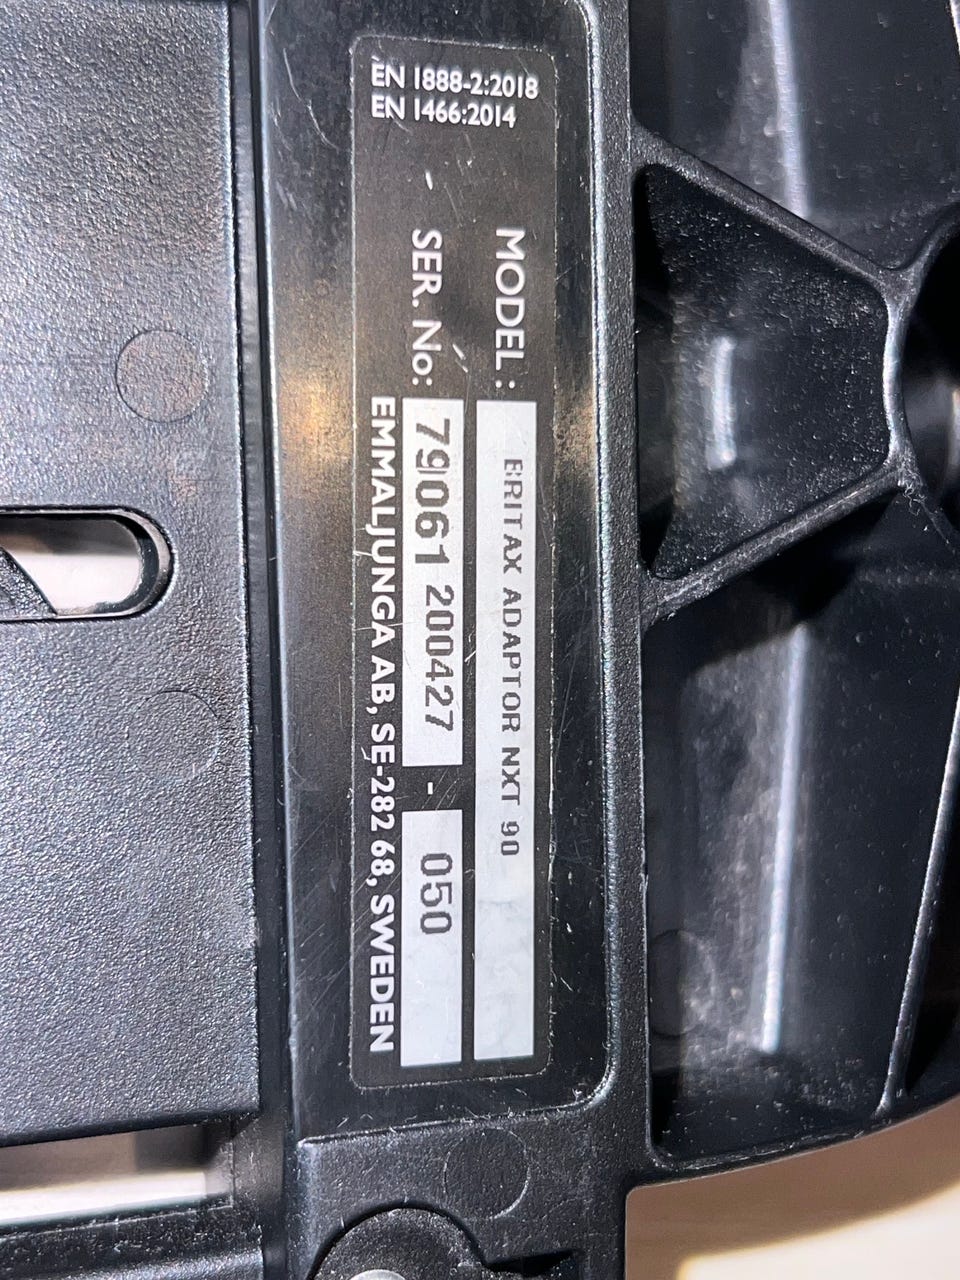 EN 1888-2:2018
EN 1466:2014
MODEL: BRITAX ADAPTOR NXT 90
- SER. No: 79061 200427 - 050
EMMALJUNGA AB, SE-282 68, SWEDEN